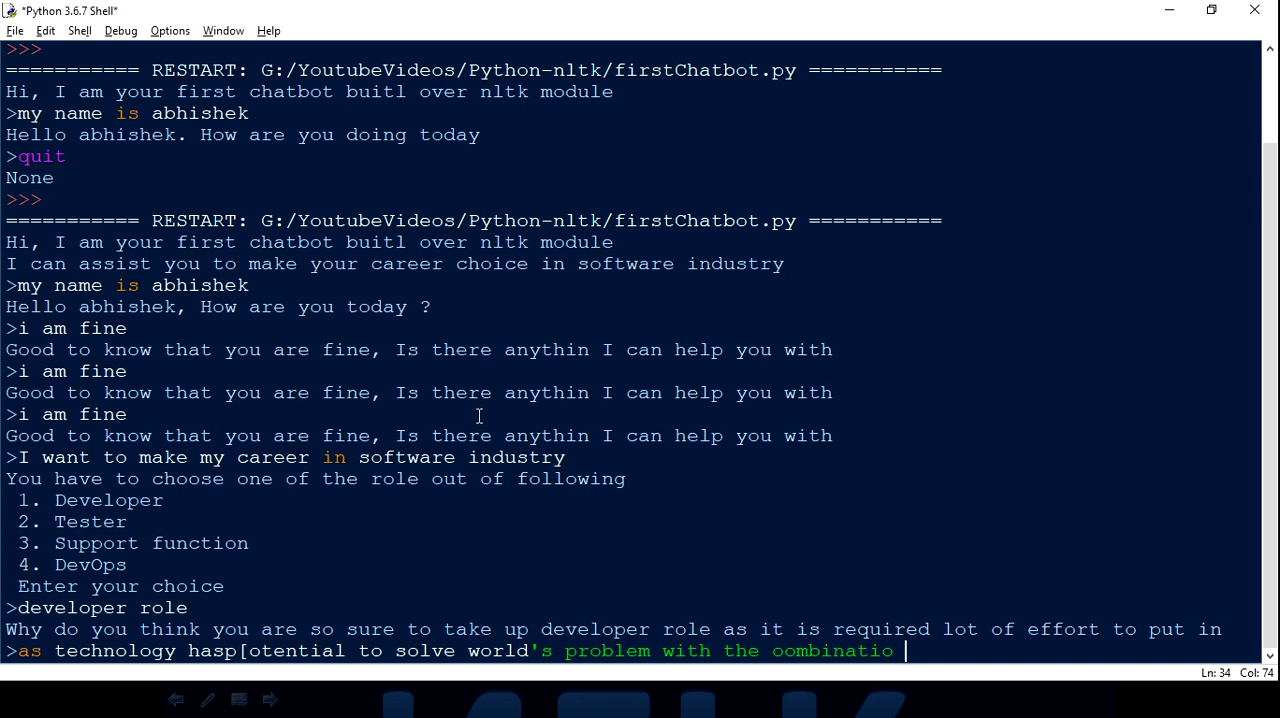 *Python 3.6.7 Shell*
File Edit Shell Debug Options Window Help
>>>
=========== RESTART: G:/YoutubeVideos/Python-nltk/firstChatbot.py ===========
Hi, I am your first chatbot buitl over nltk module
>my name is abhishek
Hello abhishek. How are you doing today
>quit
None
>>>
=========== RESTART: G:/YoutubeVideos/Python-nltk/firstChatbot.py ===========
Hi, I am your first chatbot buitl over nltk module
I can assist you to make your career choice in software industry
>my name is abhishek
Hello abhishek, How are you today ?
>i am fine
Good to know that you are fine, Is there anythin I can help you with
>i am fine
Good to know that you are fine, Is there anythin I can help you with
>i am fine
Good to know that you are fine, Is there anythin I can help you with
>I want to make my career in software industry
You have to choose one of the role out of following
1. Developer
2. Tester
3. Support function
4. DevOps
Enter your choice
>developer role
Why do you think you are so sure to take up developer role as it is required lot of effort to put in
>as technology hasp[otential to solve world's problem with the oombinatio
Ln: 34 Col: 74